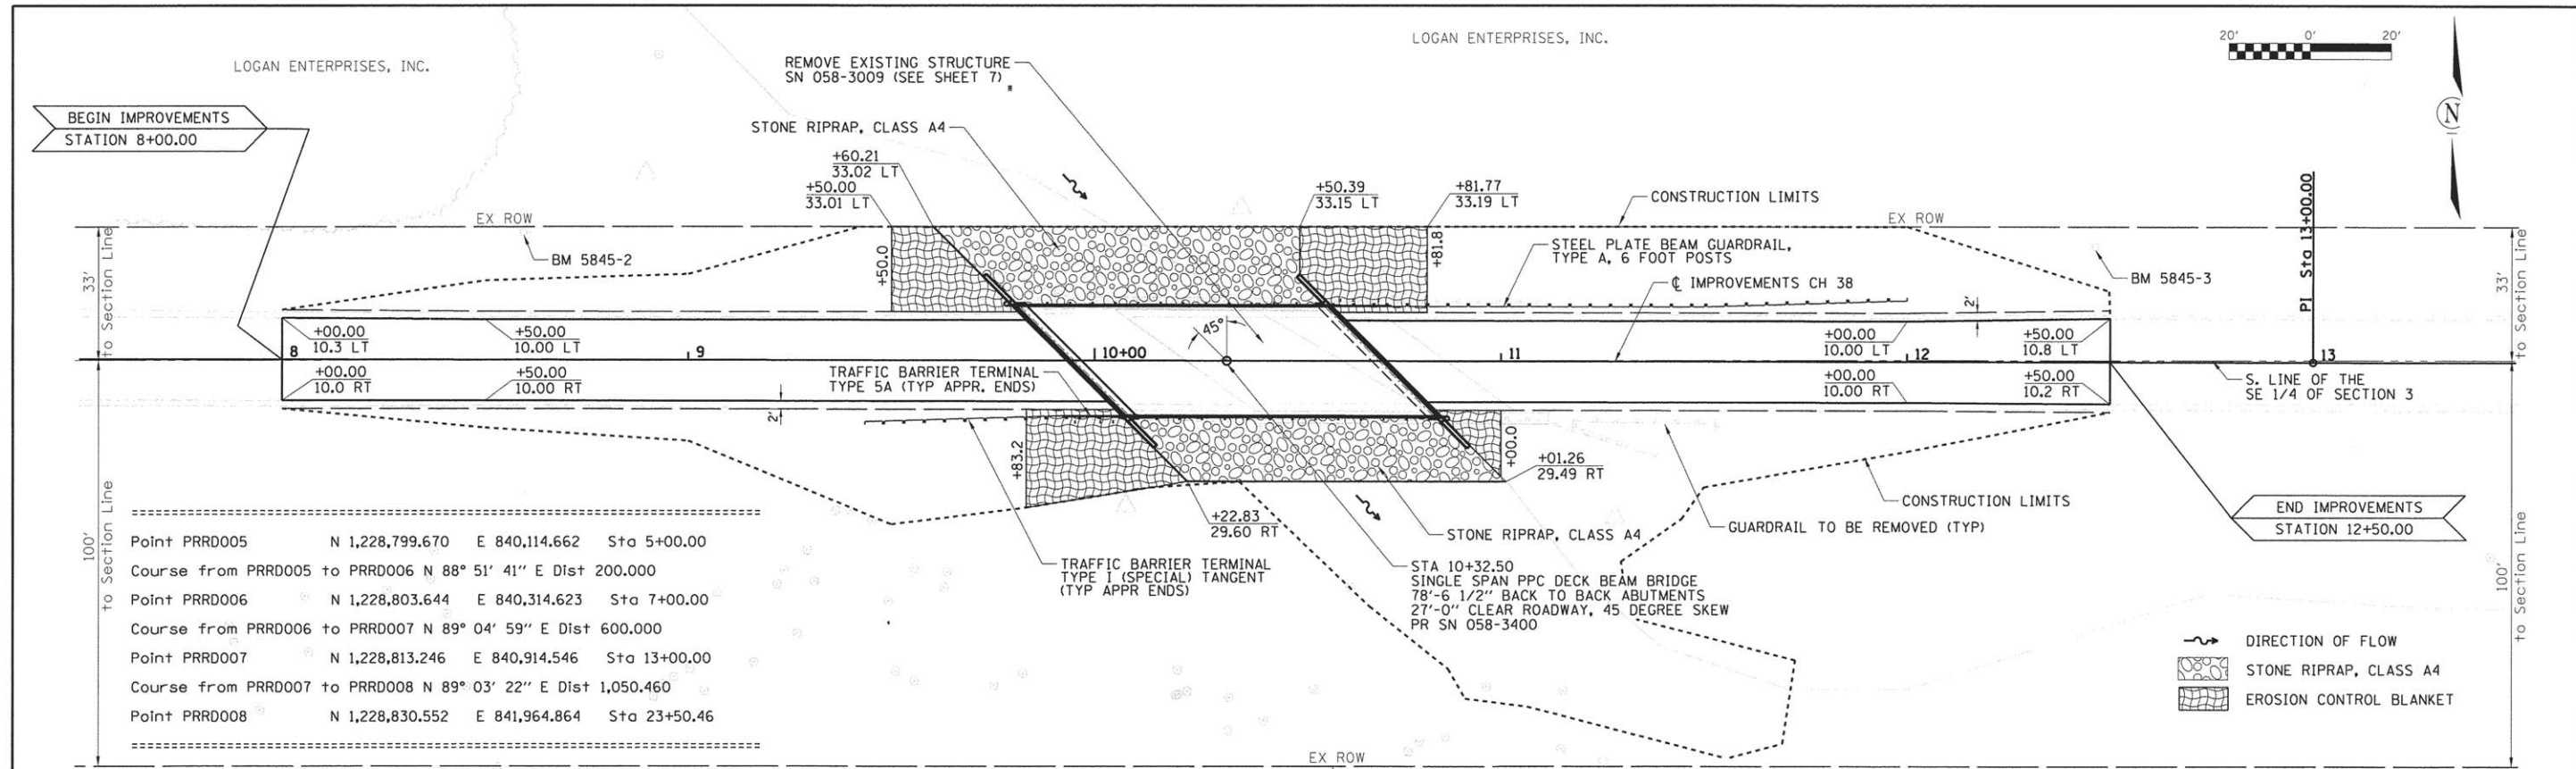 LOGAN ENTERPRISES, INC.
LOGAN ENTERPRISES, INC.
20' 0' 20'
N
REMOVE EXISTING STRUCTURE
SN 058-3009 (SEE SHEET 7)
BEGIN IMPROVEMENTS
STATION 8+00.00
STONE RIPRAP, CLASS A4
+60.21
33.02 LT
+50.00
33.01 LT
+50.39
33.15 LT
+81.77
33.19 LT
CONSTRUCTION LIMITS
PI Sta 13+00.00
EX ROW
EX ROW
33'
to Section Line
BM 5845-2
+50.0
+81.8
STEEL PLATE BEAM GUARDRAIL,
TYPE A, 6 FOOT POSTS
℄ IMPROVEMENTS CH 38
BM 5845-3
33'
to Section Line
2'
+00.00
10.3 LT
+50.00
10.00 LT
45°
+00.00
10.00 LT
+50.00
10.8 LT
8
9
10+00
11
12
13
+00.00
10.0 RT
+50.00
10.00 RT
TRAFFIC BARRIER TERMINAL
TYPE 5A (TYP APPR. ENDS)
+00.00
10.00 RT
+50.00
10.2 RT
S. LINE OF THE
SE 1/4 OF SECTION 3
2'
+83.2
+00.0
+01.26
29.49 RT
+22.83
29.60 RT
CONSTRUCTION LIMITS
GUARDRAIL TO BE REMOVED (TYP)
END IMPROVEMENTS
STATION 12+50.00
STONE RIPRAP, CLASS A4
100'
to Section Line
100'
to Section Line
TRAFFIC BARRIER TERMINAL
TYPE I (SPECIAL) TANGENT
(TYP APPR ENDS)
STA 10+32.50
SINGLE SPAN PPC DECK BEAM BRIDGE
78'-6 1/2" BACK TO BACK ABUTMENTS
27'-0" CLEAR ROADWAY, 45 DEGREE SKEW
PR SN 058-3400
Point PRRD005 N 1,228,799.670 E 840,114.662 Sta 5+00.00
Course from PRRD005 to PRRD006 N 88° 51' 41" E Dist 200.000
Point PRRD006 N 1,228,803.644 E 840,314.623 Sta 7+00.00
Course from PRRD006 to PRRD007 N 89° 04' 59" E Dist 600.000
Point PRRD007 N 1,228,813.246 E 840,914.546 Sta 13+00.00
Course from PRRD007 to PRRD008 N 89° 03' 22" E Dist 1,050.460
Point PRRD008 N 1,228,830.552 E 841,964.864 Sta 23+50.46
DIRECTION OF FLOW
STONE RIPRAP, CLASS A4
EROSION CONTROL BLANKET
EX ROW